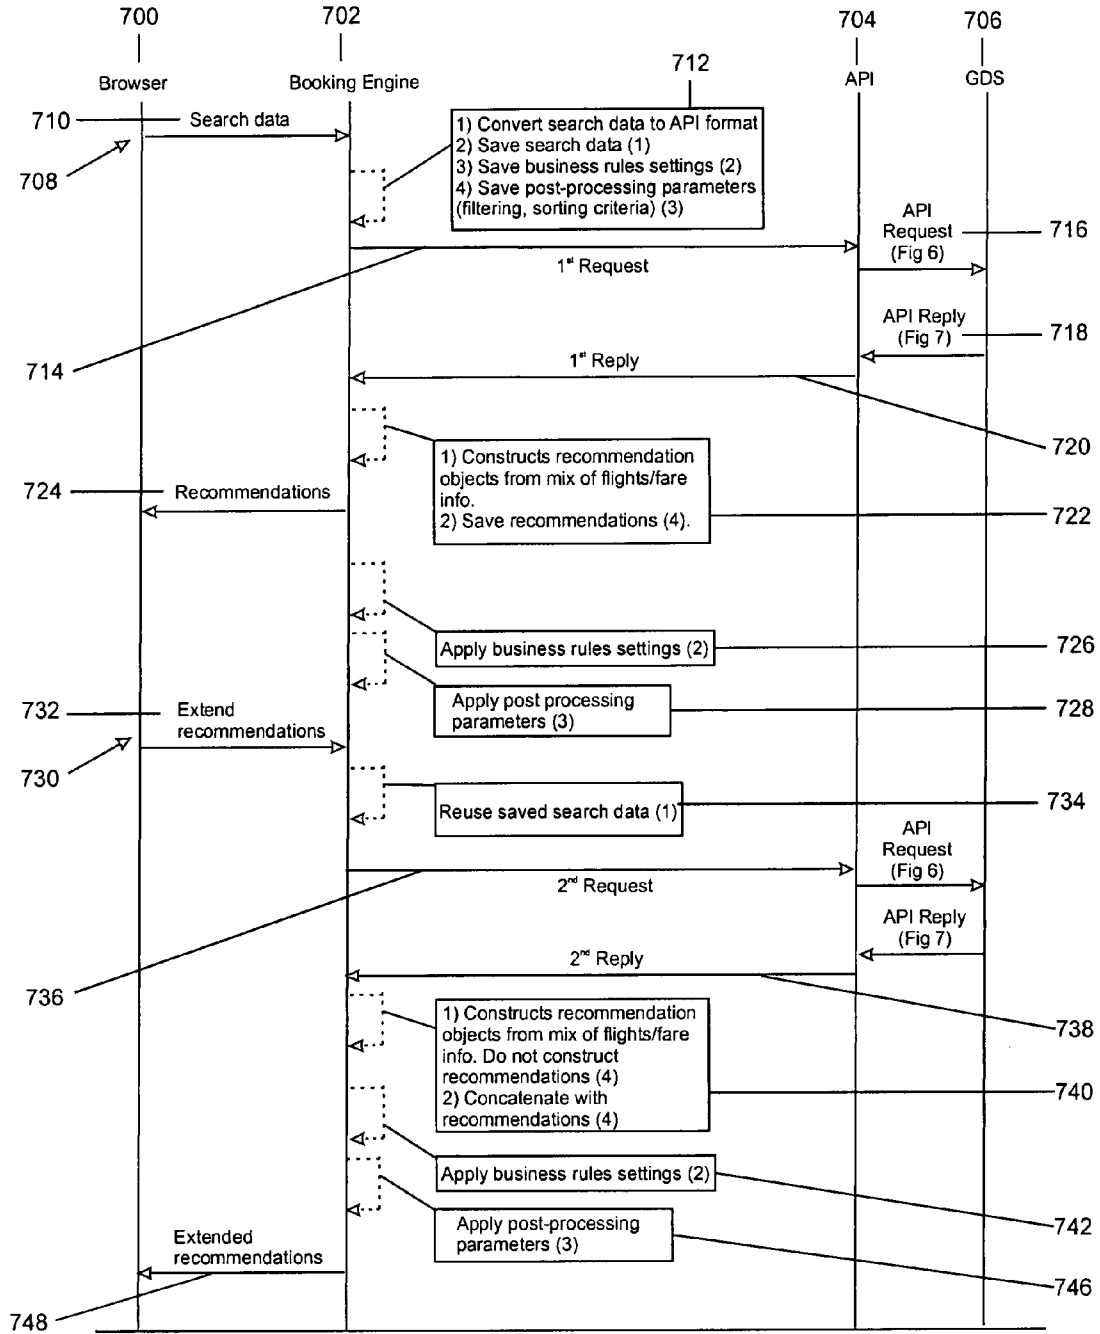 700
702
704
706
712
Browser
Booking Engine
API
GDS
710
Search data
708
1) Convert search data to API format
2) Save search data (1)
3) Save business rules settings (2)
4) Save post-processing parameters
(filtering, sorting criteria) (3)
API
Request
(Fig 6)
716
1st Request
API Reply
(Fig 7)
718
714
1st Reply
720
1) Constructs recommendation
objects from mix of flights/fare
info.
2) Save recommendations (4).
724
Recommendations
722
Apply business rules settings (2)
726
Apply post processing
parameters (3)
728
732
Extend
recommendations
730
Reuse saved search data (1)
734
API
Request
(Fig 6)
2nd Request
API Reply
(Fig 7)
2nd Reply
736
738
1) Constructs recommendation
objects from mix of flights/fare
info. Do not construct
recommendations (4)
2) Concatenate with
recommendations (4)
740
Apply business rules settings (2)
742
Apply post-processing
parameters (3)
746
Extended
recommendations
748